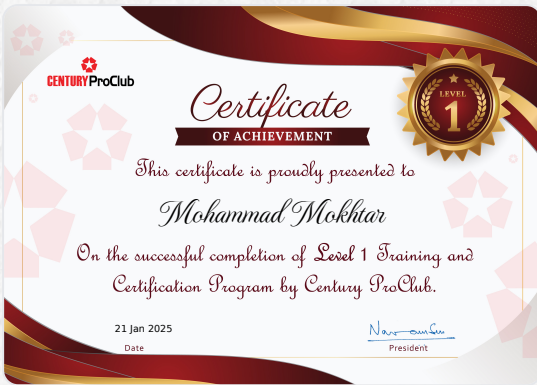 CENTURY ProClub
Certificate
OF ACHIEVEMENT
LEVEL
1
This certificate is proudly presented to
Mohammad Mokhtar
On the successful completion of Level 1 Training and
Certification Program by Century ProClub.
21 Jan 2025
Date
President